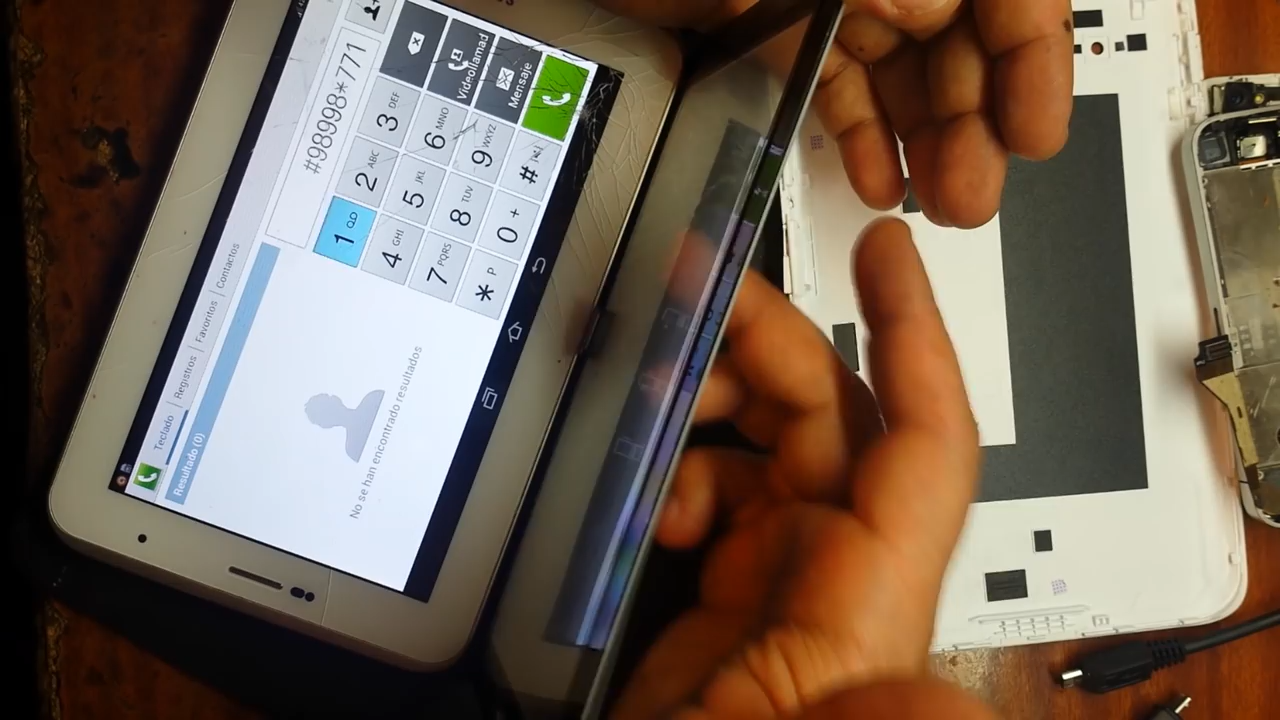 Teclado | Registros | Favoritos | Contactos
Resultado (0)
No se han encontrado resultados
#98998*771
1
2 ABC
3 DEF
4 GHI
5 JKL
6 MNO
Videollamad
7 PQRS
8 TUV
9 WXYZ
Mensaje
* P
0 +
#